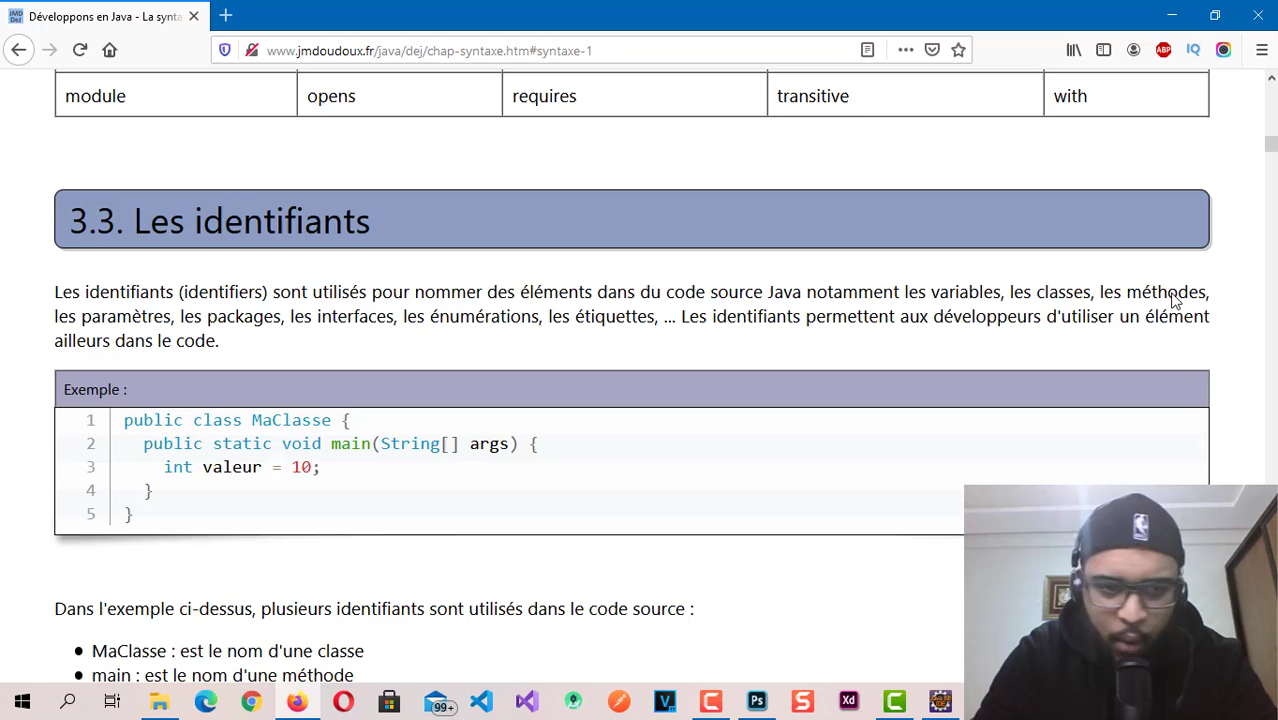 Développons en Java - La synta
www.jmdoudoux.fr/java/dej/chap-syntaxe.htm#syntaxe-1
module opens requires transitive with
3.3. Les identifiants
Les identifiants (identifiers) sont utilisés pour nommer des éléments dans du code source Java notamment les variables, les classes, les méthodes,
les paramètres, les packages, les interfaces, les énumérations, les étiquettes, ... Les identifiants permettent aux développeurs d'utiliser un élément
ailleurs dans le code.
Exemple :
1 public class MaClasse {
2 public static void main(String[] args) {
3 int valeur = 10;
4 }
5 }
Dans l'exemple ci-dessus, plusieurs identifiants sont utilisés dans le code source :
• MaClasse : est le nom d'une classe
• main : est le nom d'une méthode
99+